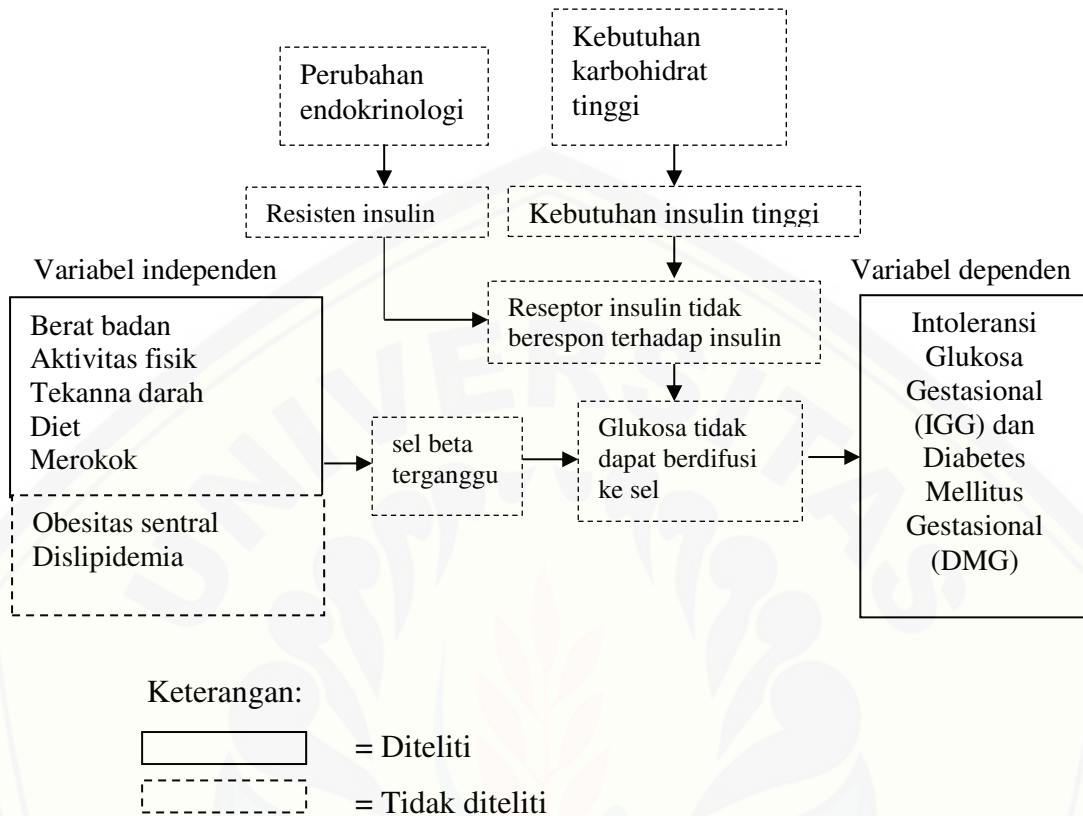 Perubahan
endokrinologi
Kebutuhan
karbohidrat
tinggi
Resisten insulin
Kebutuhan insulin tinggi
Variabel independen
Variabel dependen
Berat badan
Aktivitas fisik
Tekanna darah
Diet
Merokok
Reseptor insulin tidak
berespon terhadap insulin
Intoleransi
Glukosa
Gestasional
(IGG) dan
Diabetes
Mellitus
Gestasional
(DMG)
sel beta
terganggu
Glukosa tidak
dapat berdifusi
ke sel
Obesitas sentral
Dislipidemia
Keterangan:
= Diteliti
= Tidak diteliti
UNIVERSITAS